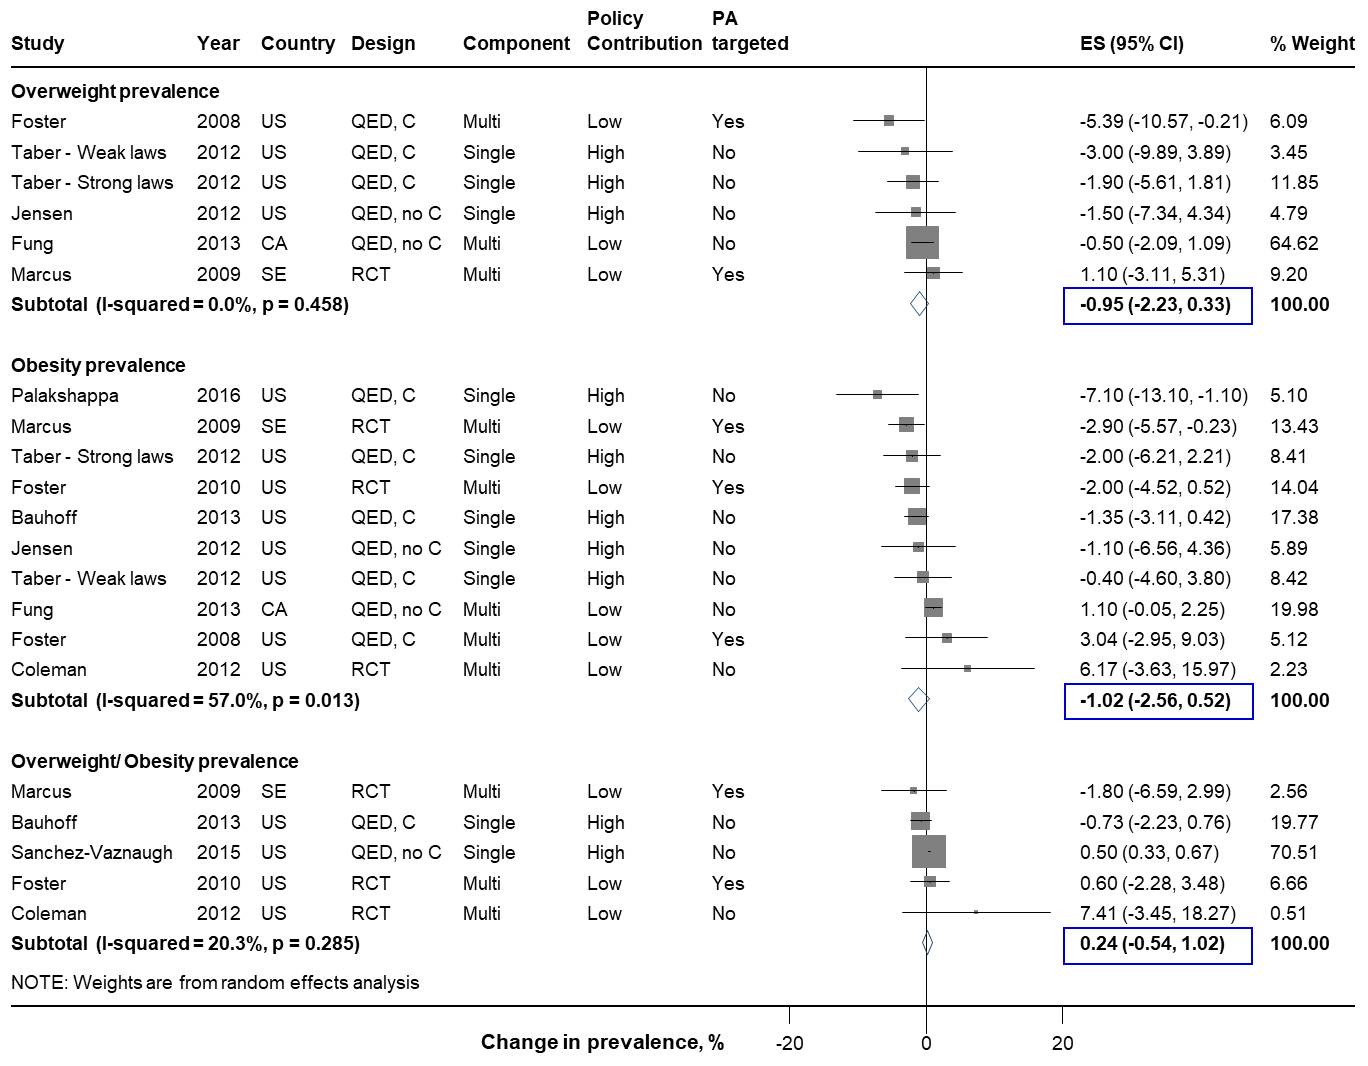 Policy PA
Study Year Country Design Component Contribution targeted ES (95% CI) % Weight
Overweight prevalence
Foster 2008 US QED, C Multi Low Yes -5.39 (-10.57, -0.21) 6.09
Taber - Weak laws 2012 US QED, C Single High No -3.00 (-9.89, 3.89) 3.45
Taber - Strong laws 2012 US QED, C Single High No -1.90 (-5.61, 1.81) 11.85
Jensen 2012 US QED, no C Single High No -1.50 (-7.34, 4.34) 4.79
Fung 2013 CA QED, no C Multi Low No -0.50 (-2.09, 1.09) 64.62
Marcus 2009 SE RCT Multi Low Yes 1.10 (-3.11, 5.31) 9.20
Subtotal (I-squared = 0.0%, p = 0.458) -0.95 (-2.23, 0.33) 100.00
Obesity prevalence
Palakshappa 2016 US QED, C Single High No -7.10 (-13.10, -1.10) 5.10
Marcus 2009 SE RCT Multi Low Yes -2.90 (-5.57, -0.23) 13.43
Taber - Strong laws 2012 US QED, C Single High No -2.00 (-6.21, 2.21) 8.41
Foster 2010 US RCT Multi Low Yes -2.00 (-4.52, 0.52) 14.04
Bauhoff 2013 US QED, C Single High No -1.35 (-3.11, 0.42) 17.38
Jensen 2012 US QED, no C Single High No -1.10 (-6.56, 4.36) 5.89
Taber - Weak laws 2012 US QED, C Single High No -0.40 (-4.60, 3.80) 8.42
Fung 2013 CA QED, no C Multi Low No 1.10 (-0.05, 2.25) 19.98
Foster 2008 US QED, C Multi Low Yes 3.04 (-2.95, 9.03) 5.12
Coleman 2012 US RCT Multi Low No 6.17 (-3.63, 15.97) 2.23
Subtotal (I-squared = 57.0%, p = 0.013) -1.02 (-2.56, 0.52) 100.00
Overweight/ Obesity prevalence
Marcus 2009 SE RCT Multi Low Yes -1.80 (-6.59, 2.99) 2.56
Bauhoff 2013 US QED, C Single High No -0.73 (-2.23, 0.76) 19.77
Sanchez-Vaznaugh 2015 US QED, no C Single High No 0.50 (0.33, 0.67) 70.51
Foster 2010 US RCT Multi Low Yes 0.60 (-2.28, 3.48) 6.66
Coleman 2012 US RCT Multi Low No 7.41 (-3.45, 18.27) 0.51
Subtotal (I-squared = 20.3%, p = 0.285) 0.24 (-0.54, 1.02) 100.00
NOTE: Weights are from random effects analysis
Change in prevalence, % -20 0 20